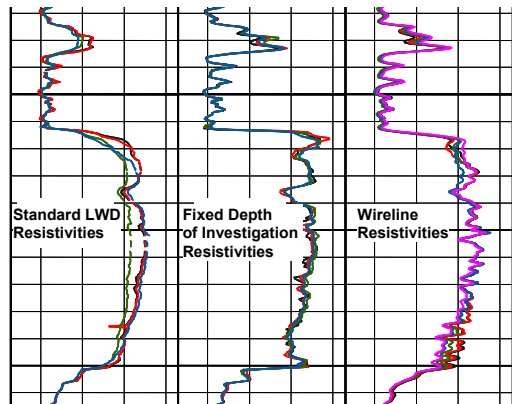 Standard LWD
Resistivities
Fixed Depth
of Investigation
Resistivities
Wireline
Resistivities